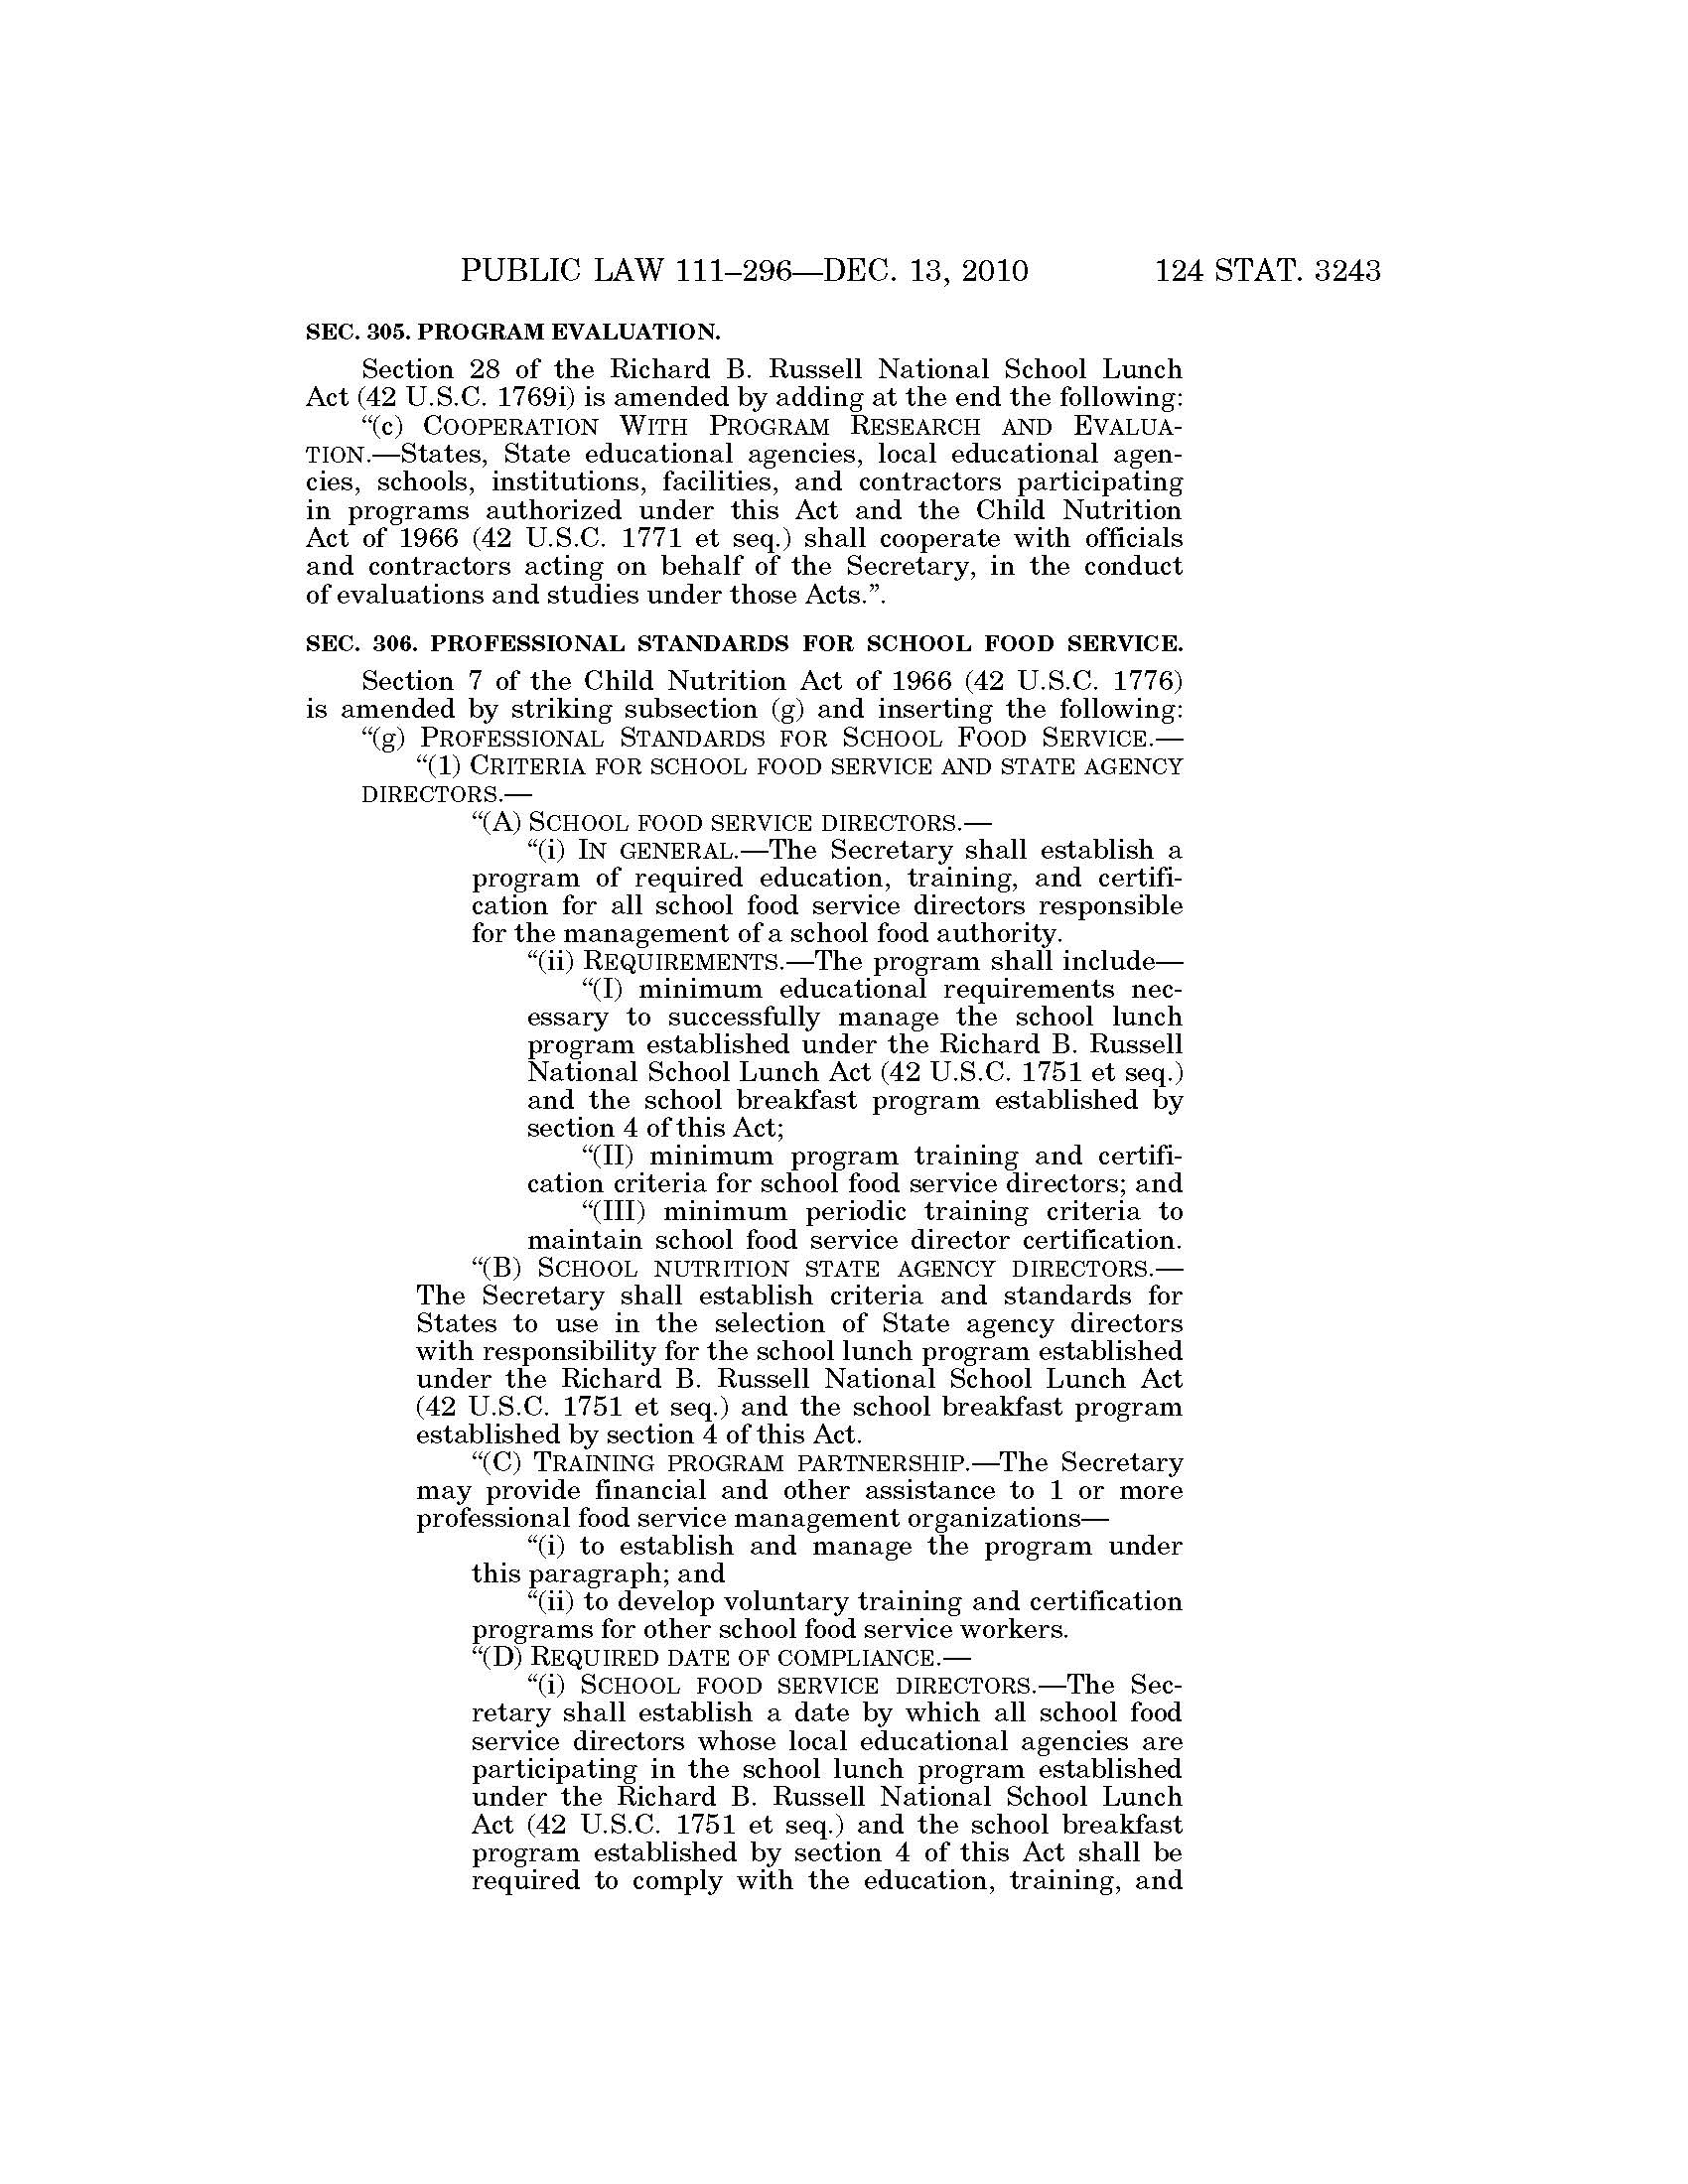 PUBLIC LAW 111–296—DEC. 13, 2010 124 STAT. 3243
SEC. 305. PROGRAM EVALUATION.
Section 28 of the Richard B. Russell National School Lunch
Act (42 U.S.C. 1769i) is amended by adding at the end the following:
“(c) COOPERATION WITH PROGRAM RESEARCH AND EVALUA-
TION.—States, State educational agencies, local educational agen-
cies, schools, institutions, facilities, and contractors participating
in programs authorized under this Act and the Child Nutrition
Act of 1966 (42 U.S.C. 1771 et seq.) shall cooperate with officials
and contractors acting on behalf of the Secretary, in the conduct
of evaluations and studies under those Acts.”.
SEC. 306. PROFESSIONAL STANDARDS FOR SCHOOL FOOD SERVICE.
Section 7 of the Child Nutrition Act of 1966 (42 U.S.C. 1776)
is amended by striking subsection (g) and inserting the following:
“(g) PROFESSIONAL STANDARDS FOR SCHOOL FOOD SERVICE.—
“(1) CRITERIA FOR SCHOOL FOOD SERVICE AND STATE AGENCY
DIRECTORS.—
“(A) SCHOOL FOOD SERVICE DIRECTORS.—
“(i) IN GENERAL.—The Secretary shall establish a
program of required education, training, and certifi-
cation for all school food service directors responsible
for the management of a school food authority.
“(ii) REQUIREMENTS.—The program shall include—
“(I) minimum educational requirements nec-
essary to successfully manage the school lunch
program established under the Richard B. Russell
National School Lunch Act (42 U.S.C. 1751 et seq.)
and the school breakfast program established by
section 4 of this Act;
“(II) minimum program training and certifi-
cation criteria for school food service directors; and
“(III) minimum periodic training criteria to
maintain school food service director certification.
“(B) SCHOOL NUTRITION STATE AGENCY DIRECTORS.—
The Secretary shall establish criteria and standards for
States to use in the selection of State agency directors
with responsibility for the school lunch program established
under the Richard B. Russell National School Lunch Act
(42 U.S.C. 1751 et seq.) and the school breakfast program
established by section 4 of this Act.
“(C) TRAINING PROGRAM PARTNERSHIP.—The Secretary
may provide financial and other assistance to 1 or more
professional food service management organizations—
“(i) to establish and manage the program under
this paragraph; and
“(ii) to develop voluntary training and certification
programs for other school food service workers.
“(D) REQUIRED DATE OF COMPLIANCE.—
“(i) SCHOOL FOOD SERVICE DIRECTORS.—The Sec-
retary shall establish a date by which all school food
service directors whose local educational agencies are
participating in the school lunch program established
under the Richard B. Russell National School Lunch
Act (42 U.S.C. 1751 et seq.) and the school breakfast
program established by section 4 of this Act shall be
required to comply with the education, training, and